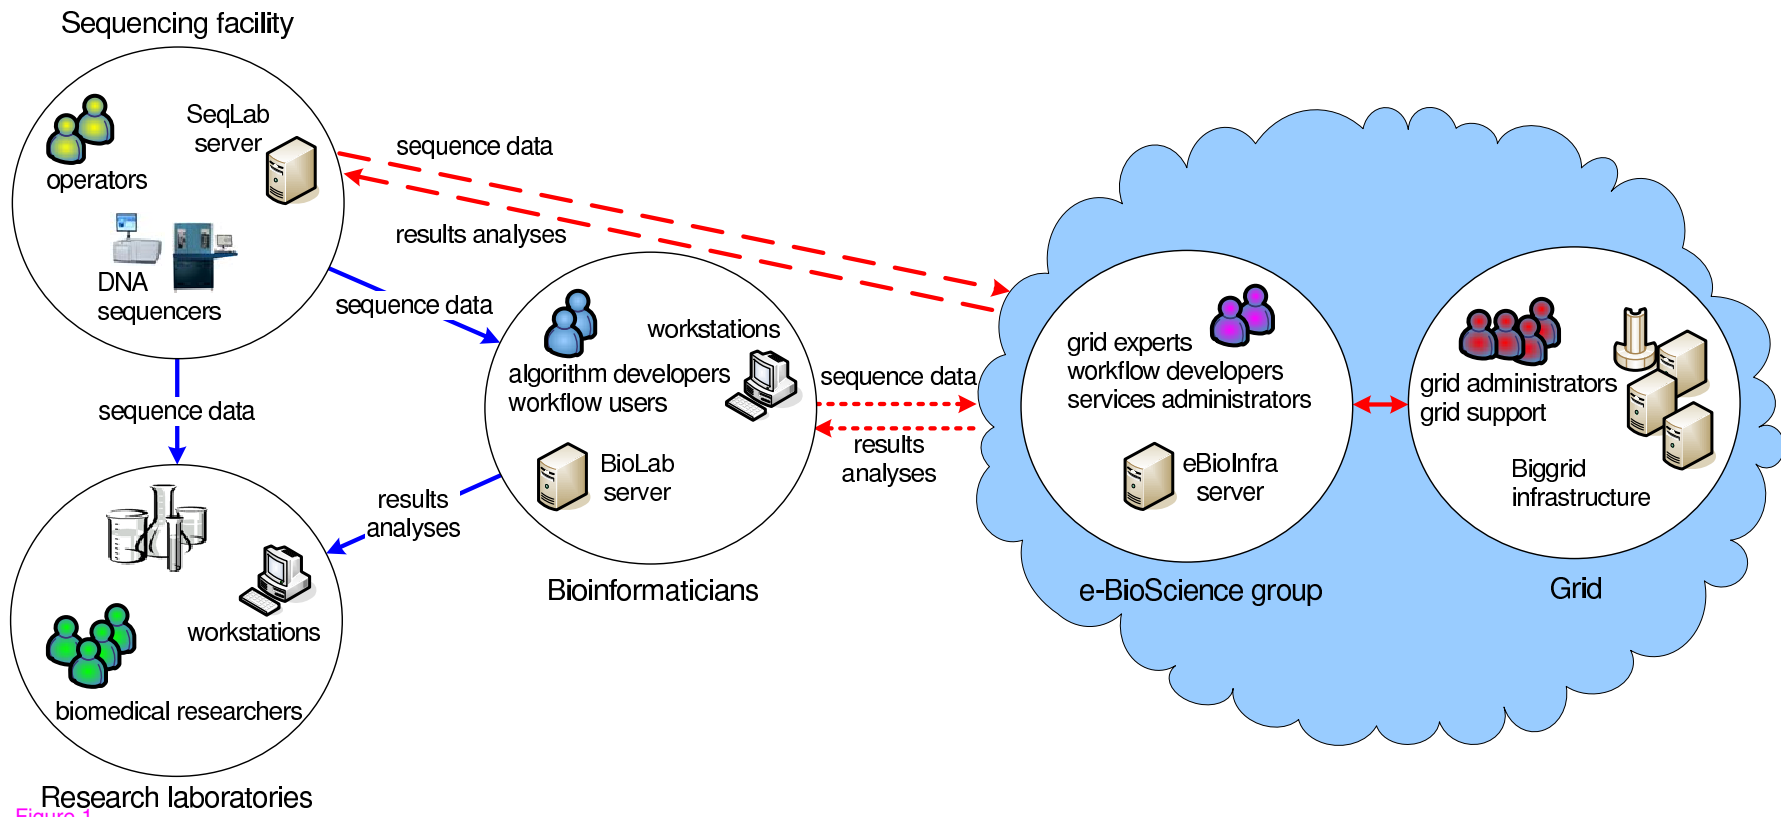 Sequencing facility
SeqLab
server
operators
DNA
sequencers
sequence data
results analyses
sequence data
sequence data
workstations
algorithm developers
workflow users
BioLab
server
Bioinformaticians
sequence data
results
analyses
results
analyses
workstations
biomedical researchers
Research laboratories
grid experts
workflow developers
services administrators
eBioInfra
server
e-BioScience group
grid administrators
grid support
Biggrid
infrastructure
Grid
Figure 1